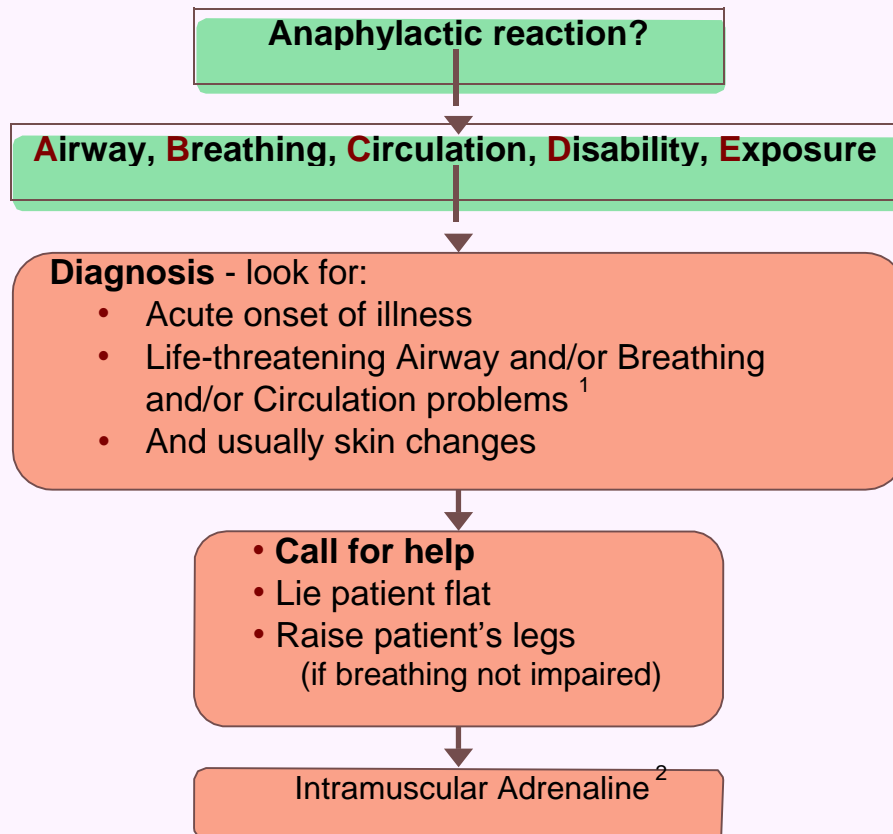 Anaphylactic reaction?
Airway, Breathing, Circulation, Disability, Exposure
Diagnosis - look for:
• Acute onset of illness
• Life-threatening Airway and/or Breathing
and/or Circulation problems 1
• And usually skin changes
• Call for help
• Lie patient flat
• Raise patient’s legs
(if breathing not impaired)
Intramuscular Adrenaline 2